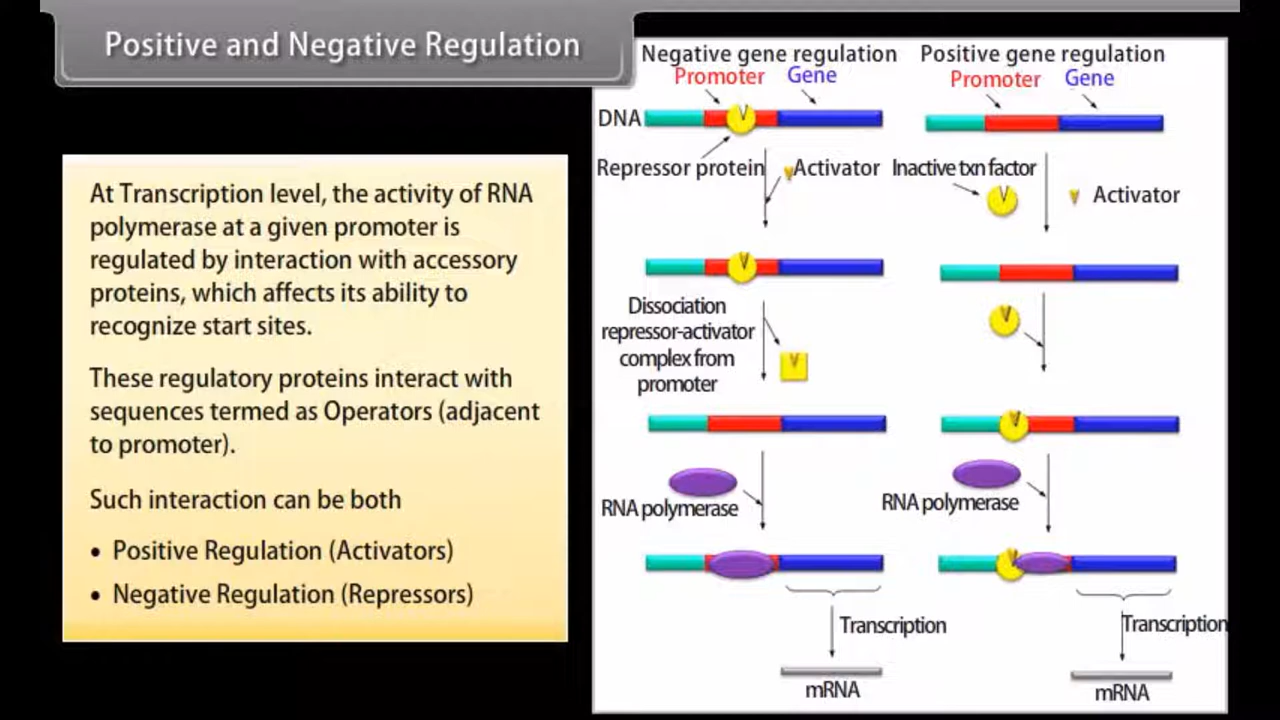 Positive and Negative Regulation
At Transcription level, the activity of RNA
polymerase at a given promoter is
regulated by interaction with accessory
proteins, which affects its ability to
recognize start sites.
These regulatory proteins interact with
sequences termed as Operators (adjacent
to promoter).
Such interaction can be both
• Positive Regulation (Activators)
• Negative Regulation (Repressors)
Negative gene regulation
Promoter Gene
DNA
Repressor protein
Activator
Dissociation
repressor-activator
complex from
promoter
RNA polymerase
Transcription
mRNA
Positive gene regulation
Promoter Gene
Inactive txn factor
Activator
RNA polymerase
Transcription
mRNA